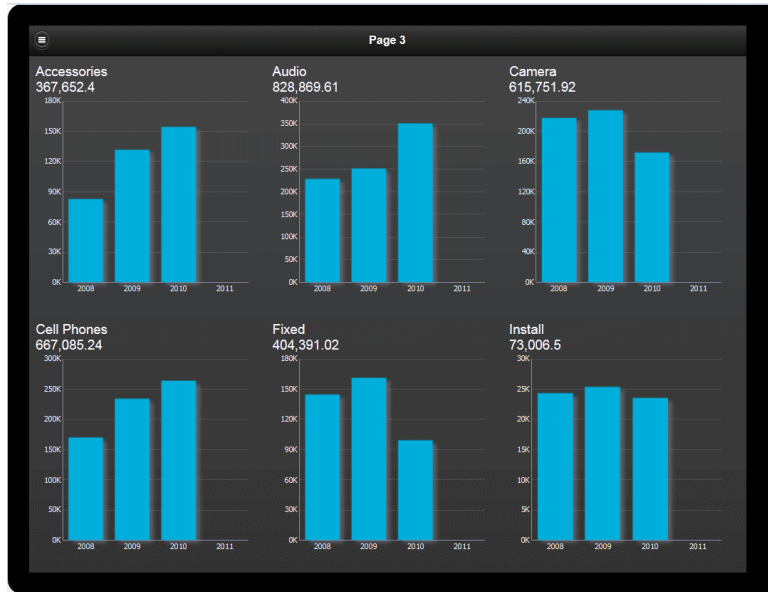 Page 3
Accessories
367,652.4
180K
150K
120K
90K
60K
30K
0K
2008 2009 2010 2011
Audio
828,869.61
400K
350K
300K
250K
200K
150K
100K
50K
0K
2008 2009 2010 2011
Camera
615,751.92
240K
200K
160K
120K
80K
40K
0K
2008 2009 2010 2011
Cell Phones
667,085.24
300K
250K
200K
150K
100K
50K
0K
2008 2009 2010 2011
Fixed
404,391.02
180K
150K
120K
90K
60K
30K
0K
2008 2009 2010 2011
Install
73,006.5
30K
25K
20K
15K
10K
5K
0K
2008 2009 2010 2011